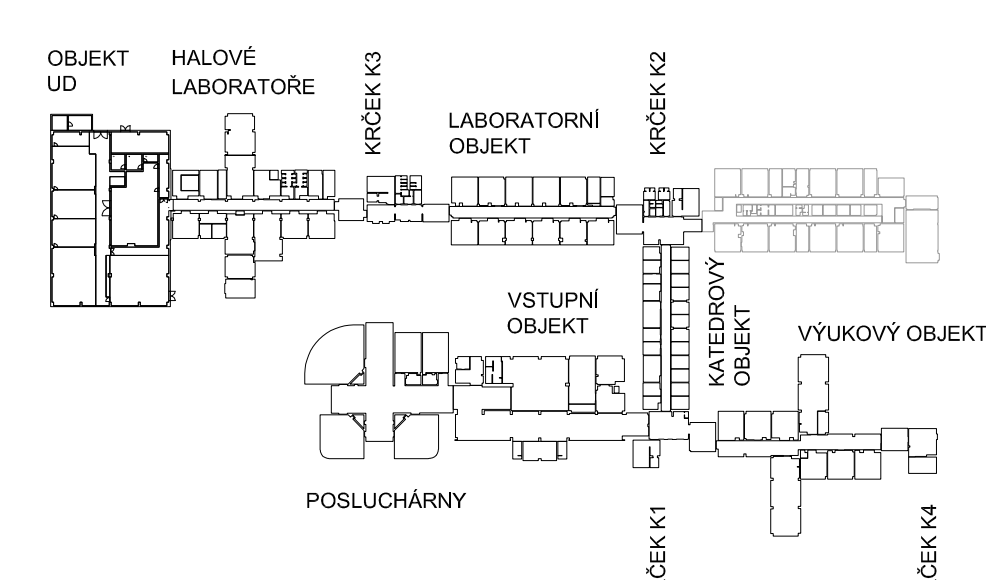 OBJEKT
UD
HALOVÉ
LABORATOŘE
KRČEK K3
LABORATORNÍ
OBJEKT
KRČEK K2
KATEDROVÝ
OBJEKT
VSTUPNÍ
OBJEKT
VÝUKOVÝ OBJEKT
POSLUCHÁRNY
ČEK K1
ČEK K4